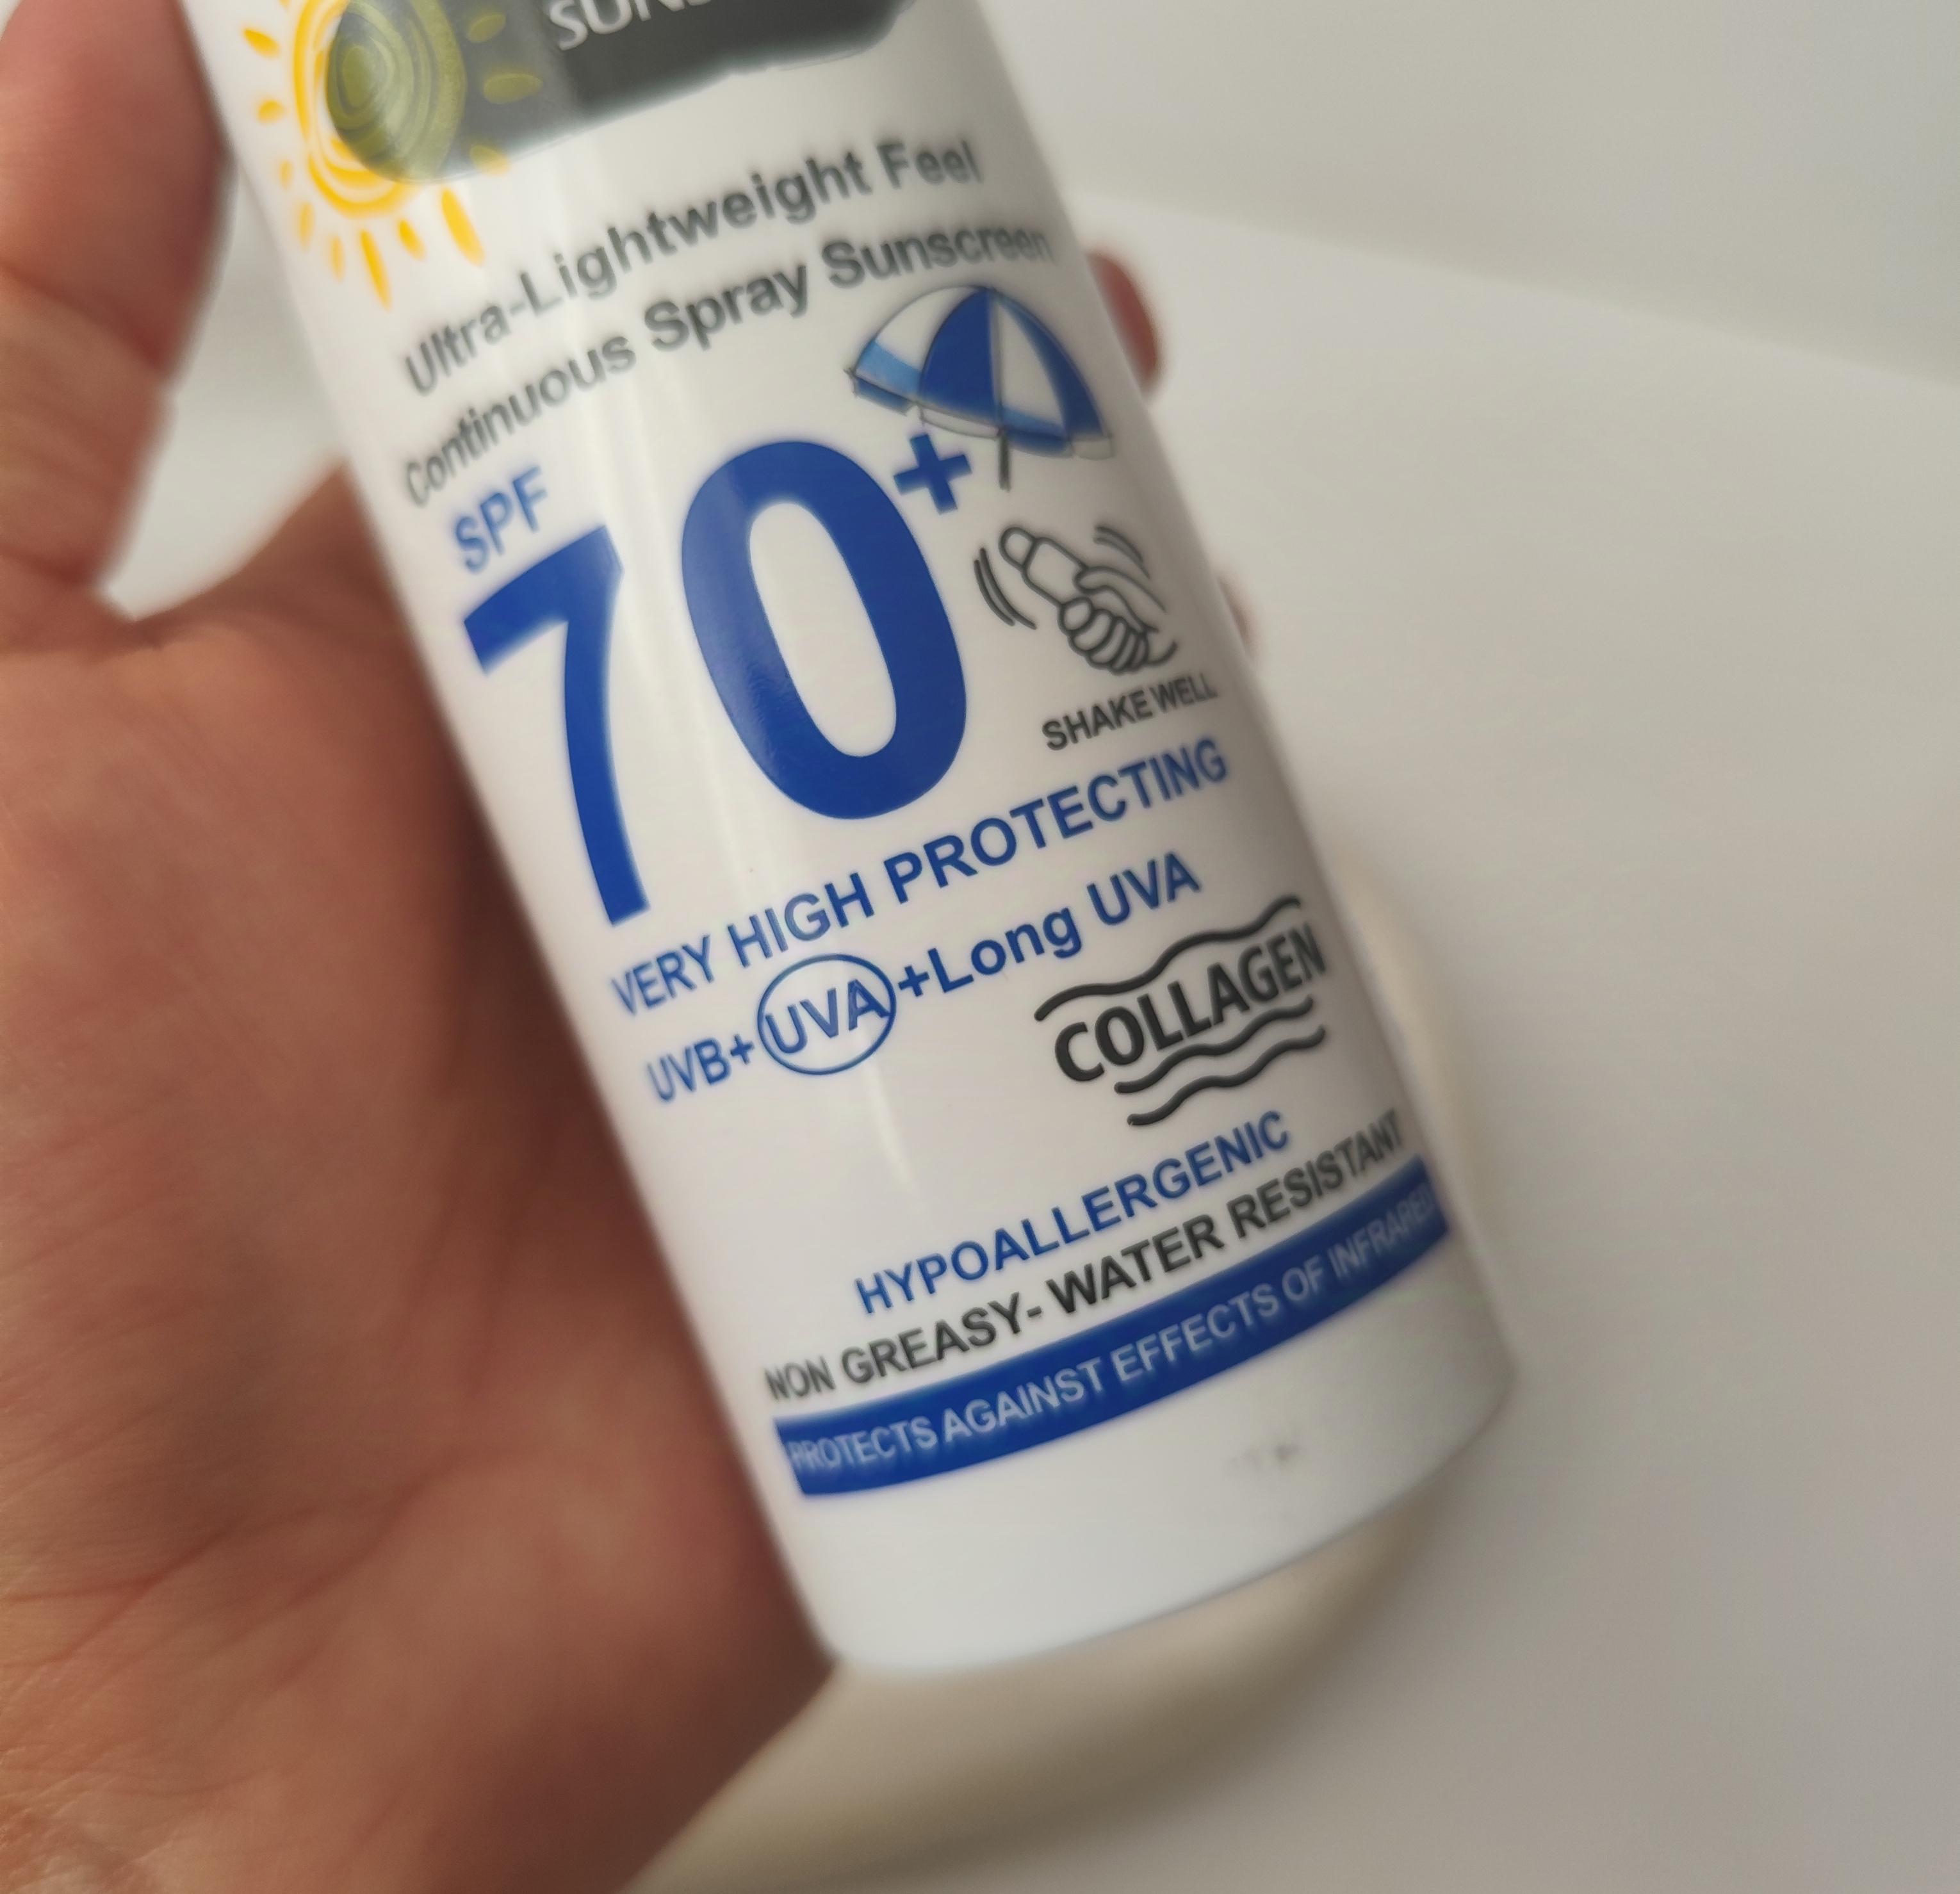 Ultra-Lightweight Feel
Continuous Spray Sunscreen
SPF
70+
SHAKE WELL
VERY HIGH PROTECTING
UVB+UVA+Long UVA
COLLAGEN
HYPOALLERGENIC
NON GREASY- WATER RESISTANT
PROTECTS AGAINST EFFECTS OF INFRARED